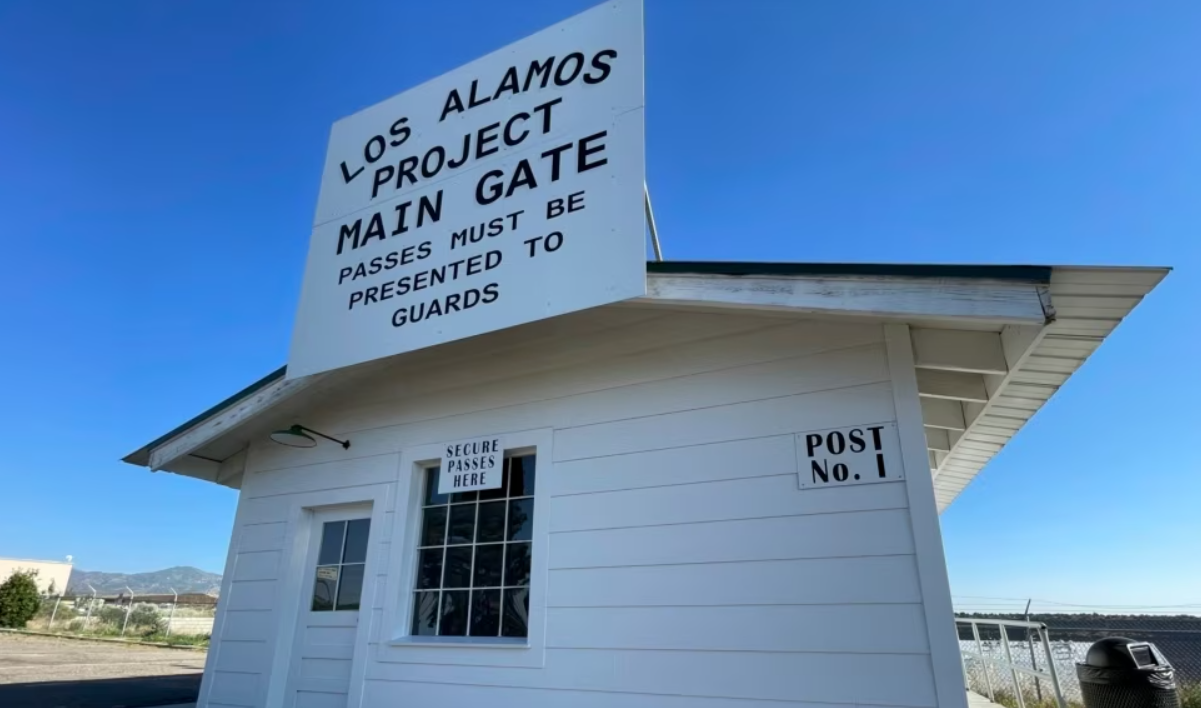 LOS ALAMOS
PROJECT
MAIN GATE
PASSES MUST BE
PRESENTED TO
GUARDS
SECURE
PASSES
HERE
POST
No. 1